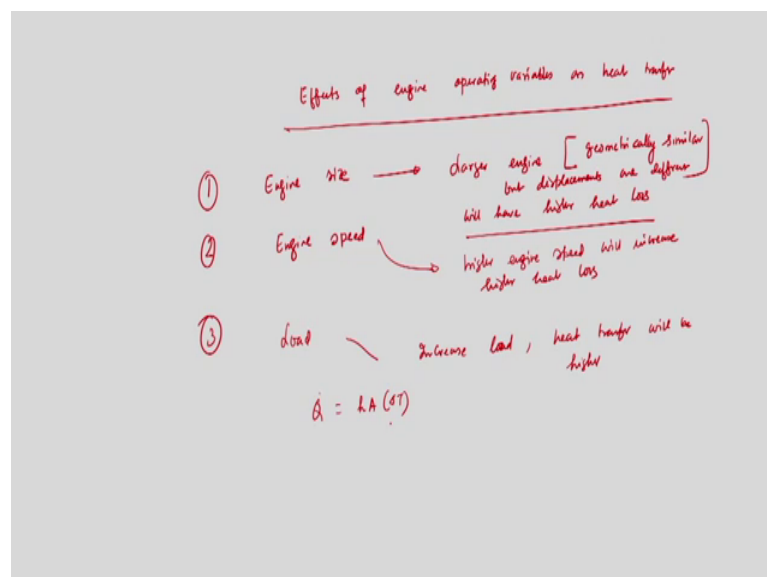 Effects of engine operating variables on heat transfer
① Engine size → Larger engine [geometrically similar
but displacements are different]
will have higher heat loss
② Engine speed → higher engine speed will increase
higher heat loss
③ Load Increase load, heat transfer will be
higher
Q̇ = hA(ΔT)